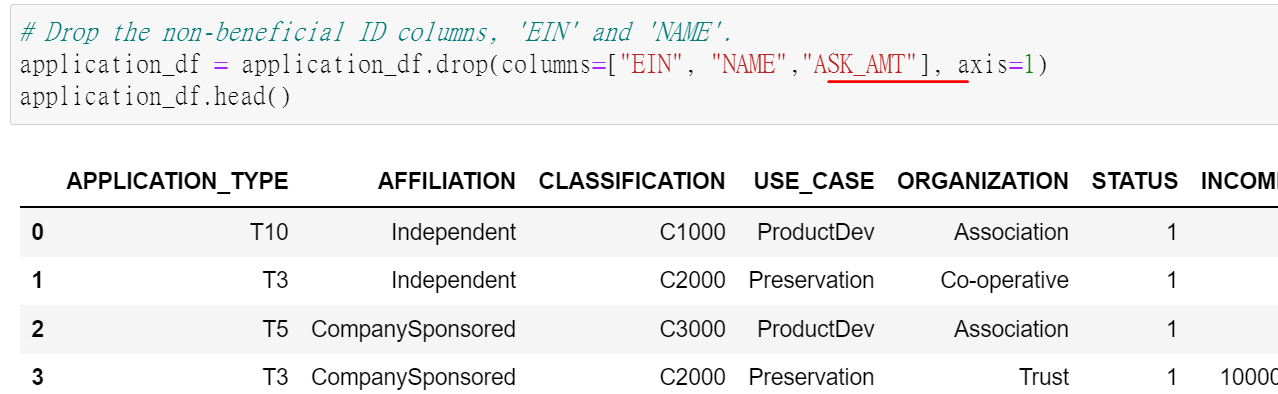 # Drop the non-beneficial ID columns, 'EIN' and 'NAME'.
application_df = application_df.drop(columns=["EIN", "NAME","ASK_AMT"], axis=1)
application_df.head()
APPLICATION_TYPE AFFILIATION CLASSIFICATION USE_CASE ORGANIZATION STATUS INCOM
0 T10 Independent C1000 ProductDev Association 1
1 T3 Independent C2000 Preservation Co-operative 1
2 T5 CompanySponsored C3000 ProductDev Association 1
3 T3 CompanySponsored C2000 Preservation Trust 1 10000